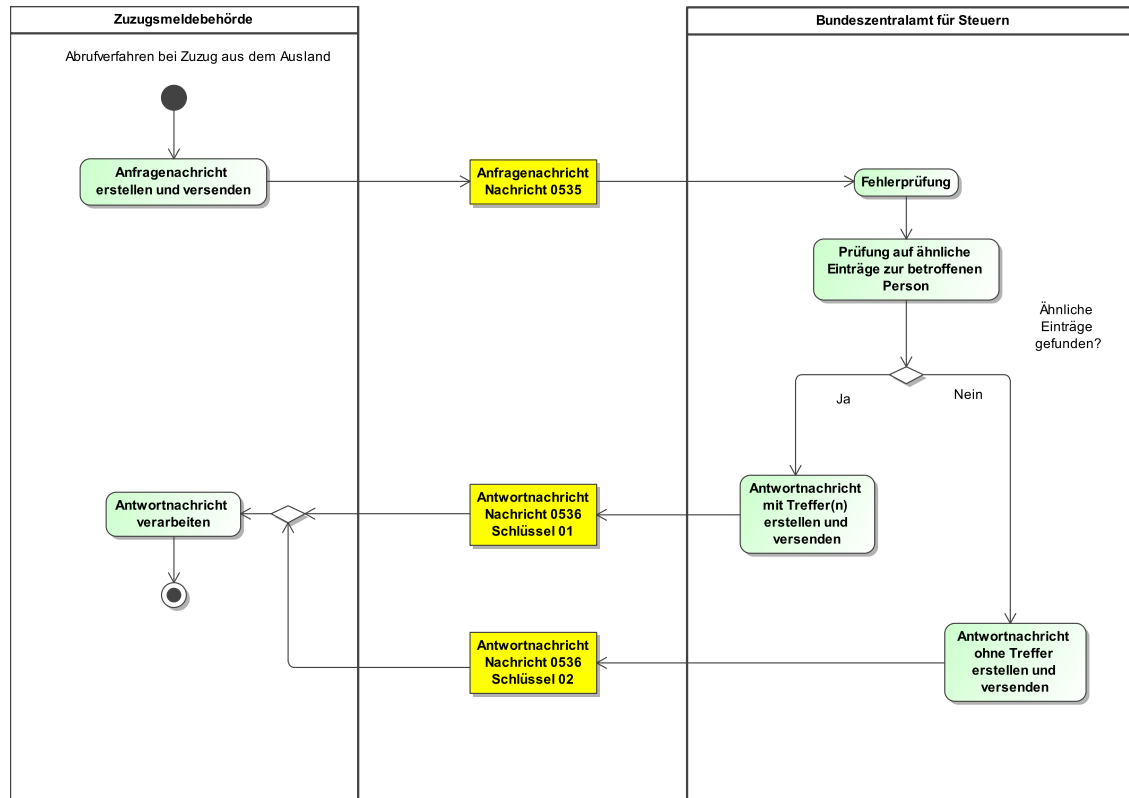 Zuzugsmeldebehörde
Bundeszentralamt für Steuern
Abrufverfahren bei Zuzug aus dem Ausland
Anfragenachricht
erstellen und versenden
Anfragenachricht
Nachricht 0535
Fehlerprüfung
Prüfung auf ähnliche
Einträge zur betroffenen
Person
Ähnliche
Einträge
gefunden?
Ja
Nein
Antwortnachricht
verarbeiten
Antwortnachricht
Nachricht 0536
Schlüssel 01
Antwortnachricht
mit Treffer(n)
erstellen und
versenden
Antwortnachricht
Nachricht 0536
Schlüssel 02
Antwortnachricht
ohne Treffer
erstellen und
versenden